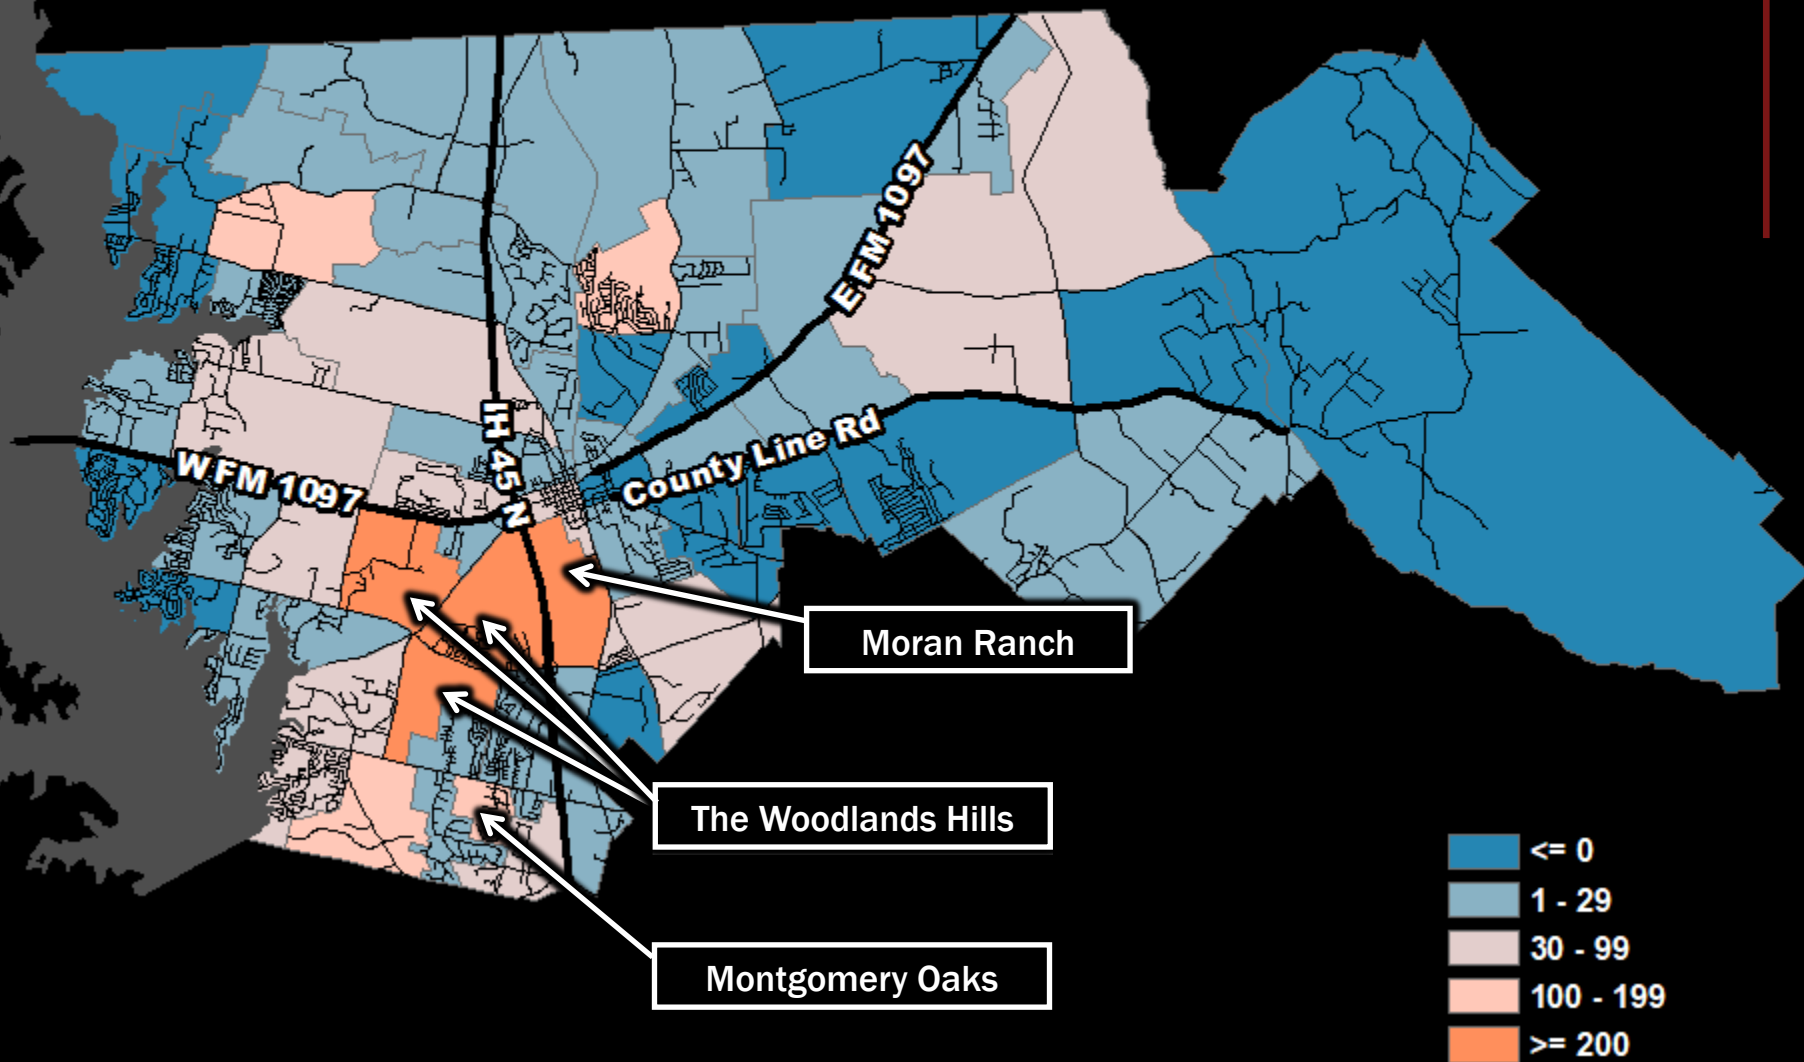 E FM 1097
IH 45 N
County Line Rd
W FM 1097
Moran Ranch
The Woodlands Hills
Montgomery Oaks
<= 0
1 - 29
30 - 99
100 - 199
>= 200